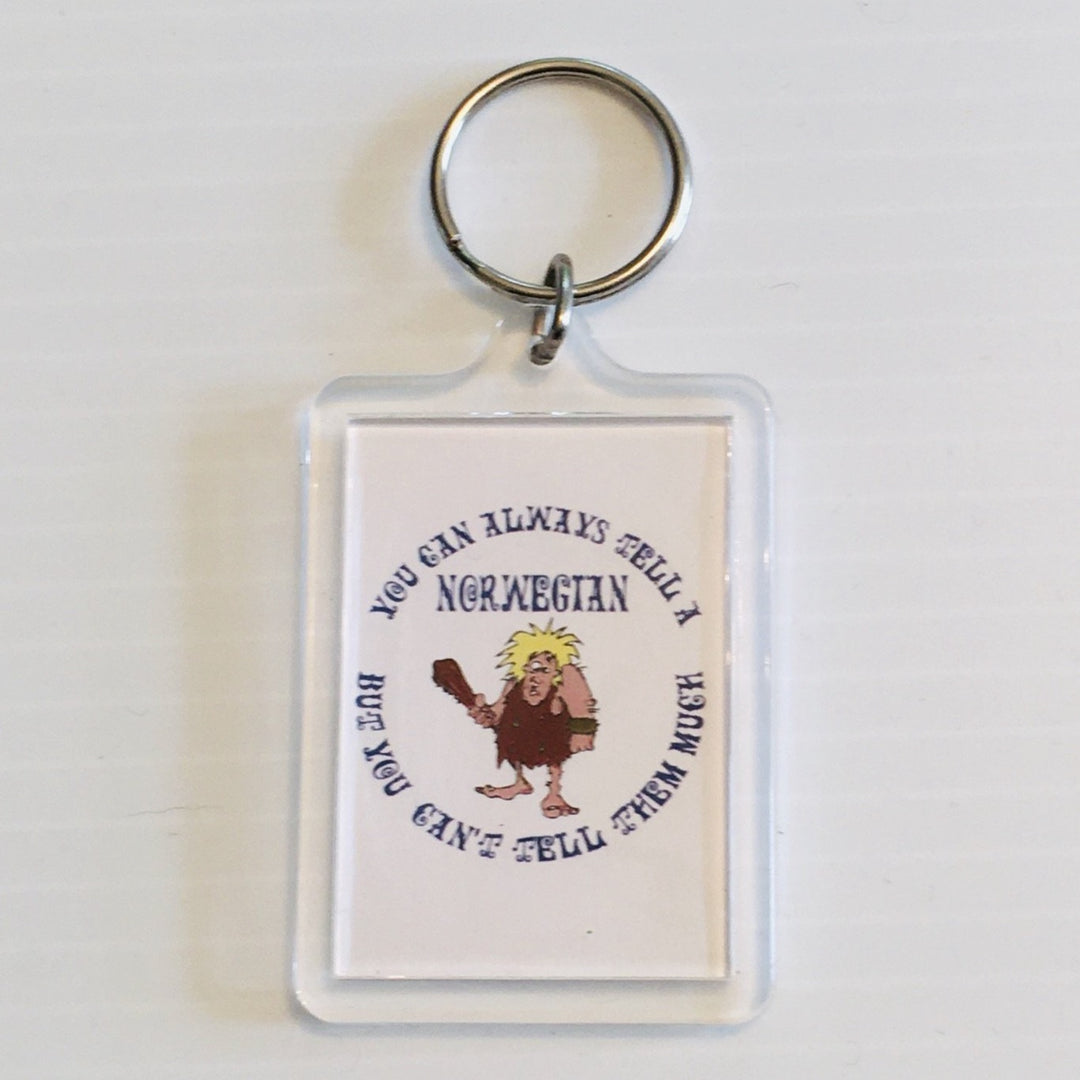 YOU CAN ALWAYS TELL A
NORWEGIAN
BUT YOU CAN'T TELL THEM MUCH